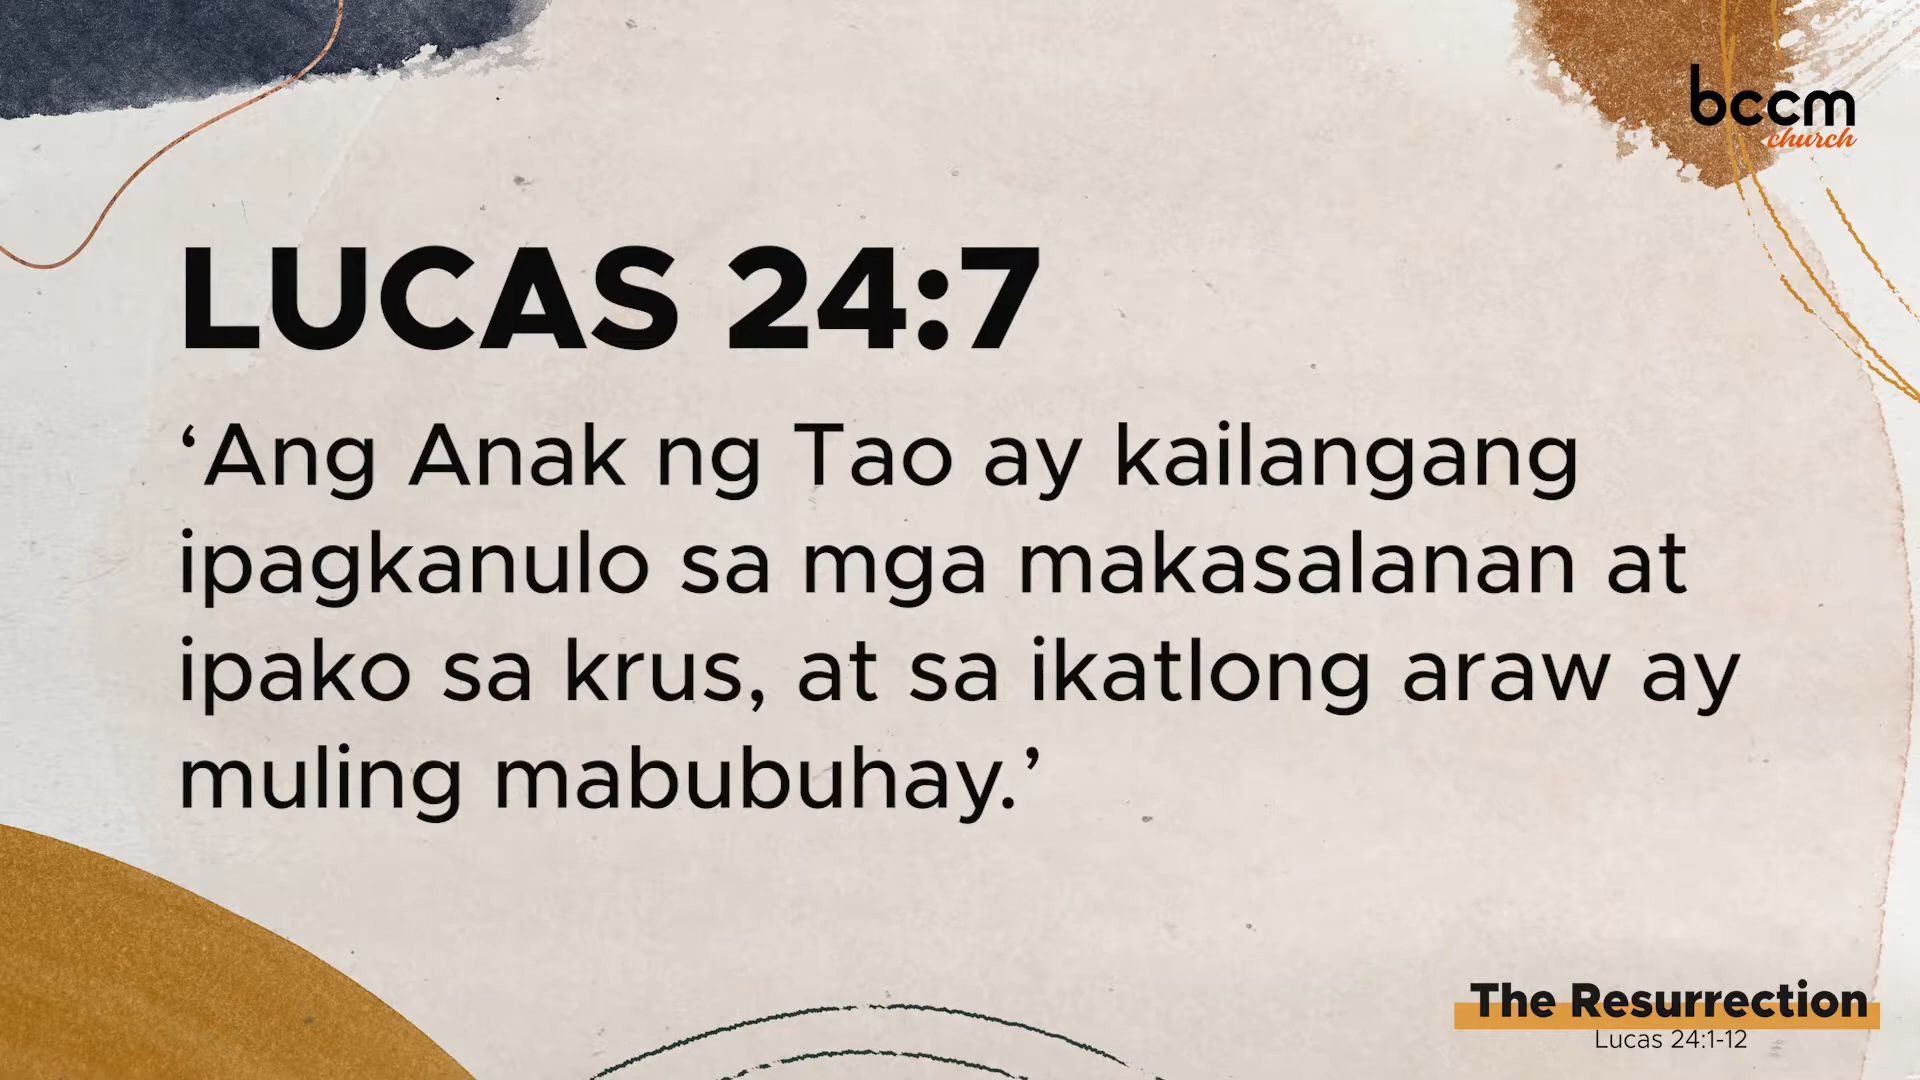 bccm
church
LUCAS 24:7
‘Ang Anak ng Tao ay kailangang
ipagkanulo sa mga makasalanan at
ipako sa krus, at sa ikatlong araw ay
muling mabubuhay.’
The Resurrection
Lucas 24:1-12